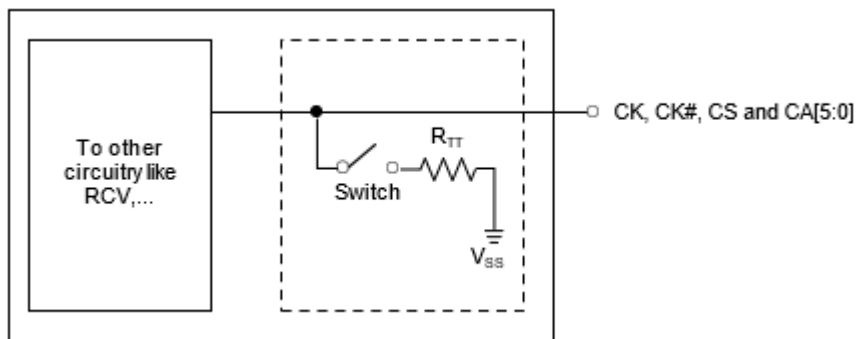 To other
circuitry like
RCV,...
CK, CK#, CS and CA[5:0]
RTT
Switch
VSS